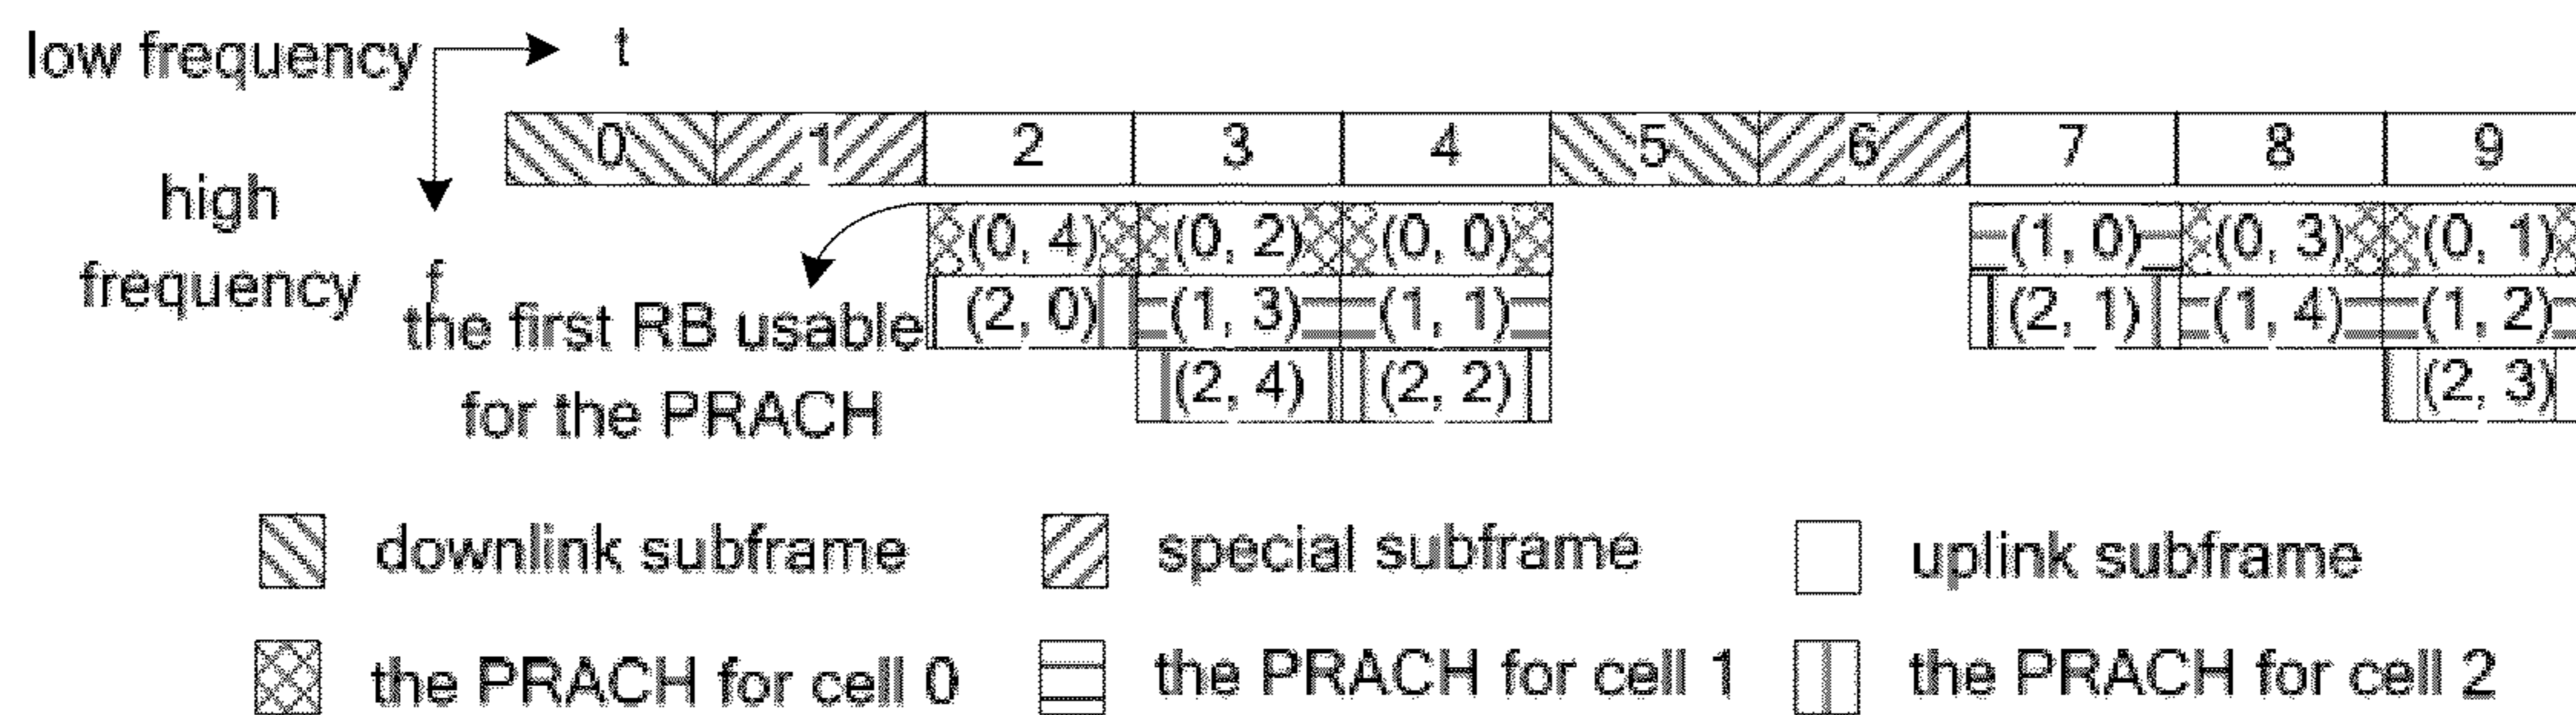 low frequency t
0 1 2 3 4 5 6 7 8 9
high
frequency f
(0, 4) (0, 2) (0, 0) (1, 0) (0, 3) (0, 1)
the first RB usable (2, 0) (1, 3) (1, 1) (2, 1) (1, 4) (1, 2)
for the PRACH (2, 4) (2, 2) (2, 3)
downlink subframe special subframe uplink subframe
the PRACH for cell 0 the PRACH for cell 1 the PRACH for cell 2